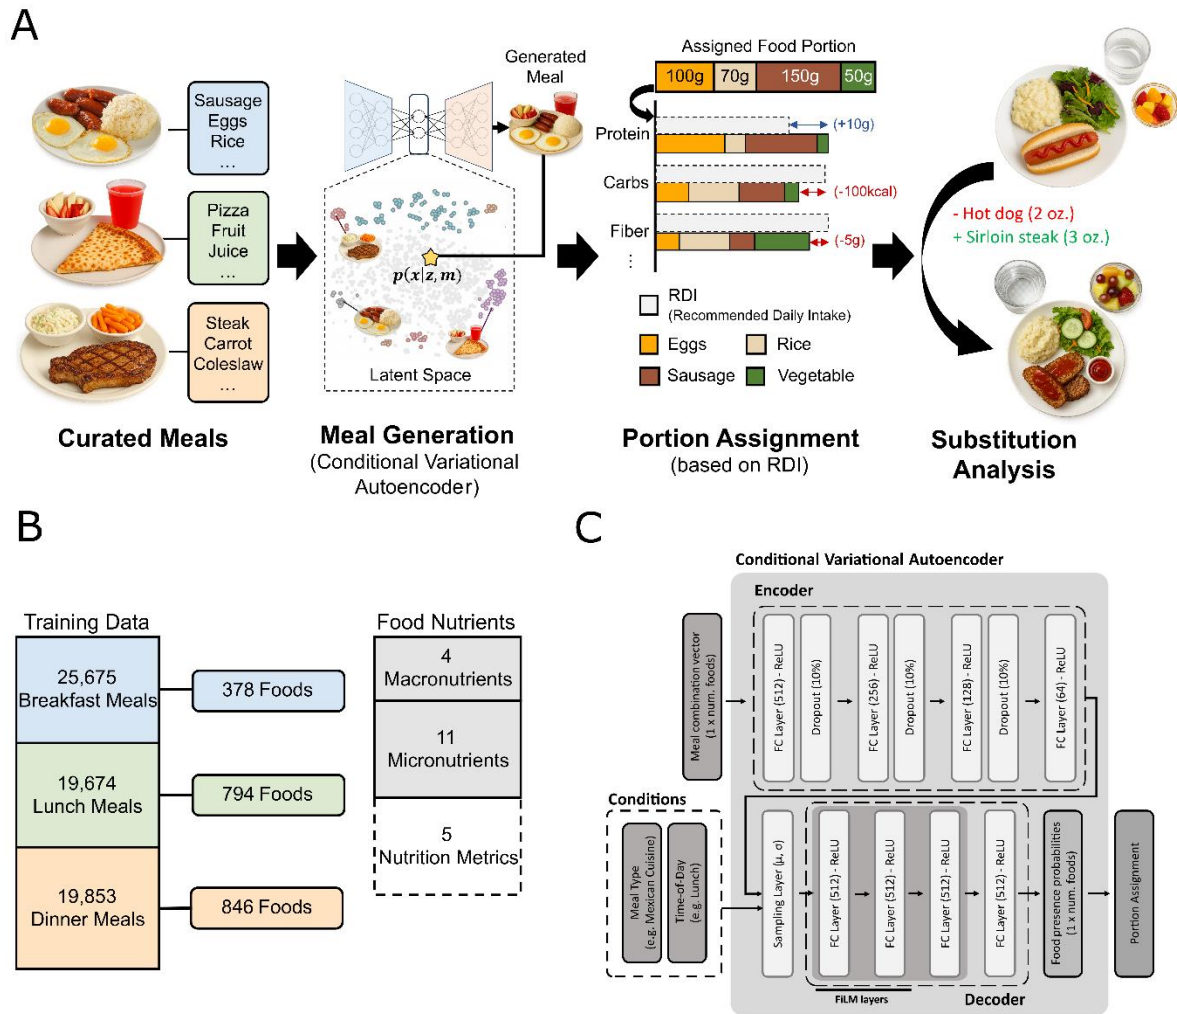 A
Sausage
Eggs
Rice
...
Pizza
Fruit
Juice
...
Steak
Carrot
Coleslaw
...
Curated Meals
Generated
Meal
p(x|z, m)
Latent Space
Meal Generation
(Conditional Variational
Autoencoder)
Assigned Food Portion
100g 70g 150g 50g
Protein
(+10g)
Carbs
(-100kcal)
Fiber
(-5g)
⋮
RDI
(Recommended Daily Intake)
Eggs Rice
Sausage Vegetable
Portion Assignment
(based on RDI)
- Hot dog (2 oz.)
+ Sirloin steak (3 oz.)
Substitution
Analysis
B
Training Data
25,675
Breakfast Meals
378 Foods
19,674
Lunch Meals
794 Foods
19,853
Dinner Meals
846 Foods
Food Nutrients
4
Macronutrients
11
Micronutrients
5
Nutrition Metrics
C
Conditional Variational Autoencoder
Encoder
Meal combination vector
(1 x num. foods)
FC Layer (512) - ReLU
Dropout (10%)
FC Layer (256) - ReLU
Dropout (10%)
FC Layer (128) - ReLU
Dropout (10%)
FC Layer (64) - ReLU
Conditions
Meal Type
(e.g. Mexican Cuisine)
Time-of-Day
(e.g. Lunch)
Sampling Layer (μ, σ)
FC Layer (512) - ReLU
FC Layer (512) - ReLU
FC Layer (512) - ReLU
FC Layer (512) - ReLU
Food presence probabilities
(1 x num. foods)
Portion Assignment
FiLM layers
Decoder